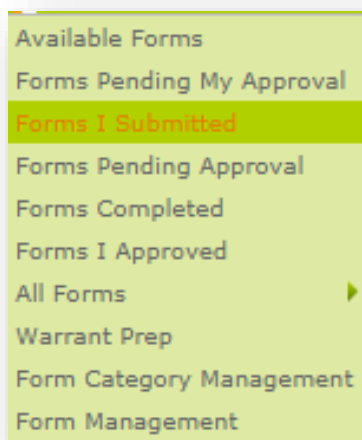 Available Forms
Forms Pending My Approval
Forms I Submitted
Forms Pending Approval
Forms Completed
Forms I Approved
All Forms
Warrant Prep
Form Category Management
Form Management